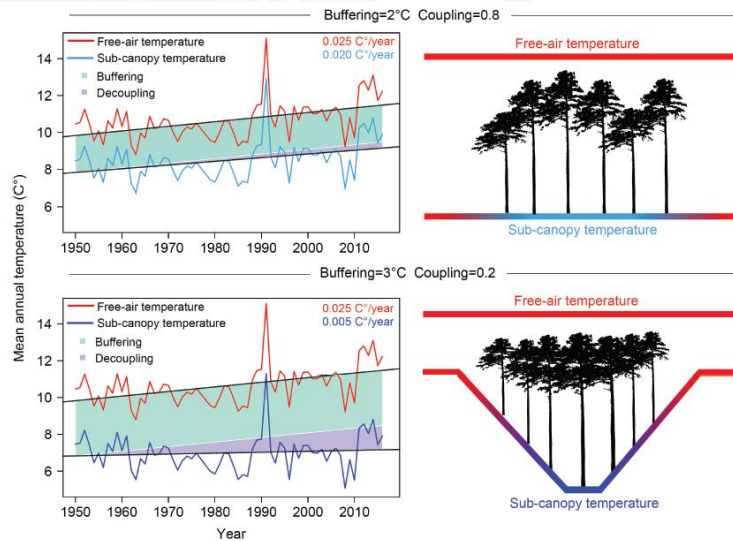 Buffering=2°C Coupling=0.8
Free-air temperature
Sub-canopy temperature
Buffering
Decoupling
0.025 C°/year
0.020 C°/year
14
12
10
8
6
1950 1960 1970 1980 1990 2000 2010
Free-air temperature
Sub-canopy temperature
Mean annual temperature (C°)
Buffering=3°C Coupling=0.2
Free-air temperature
Sub-canopy temperature
Buffering
Decoupling
0.025 C°/year
0.005 C°/year
14
12
10
8
6
1950 1960 1970 1980 1990 2000 2010
Year
Free-air temperature
Sub-canopy temperature